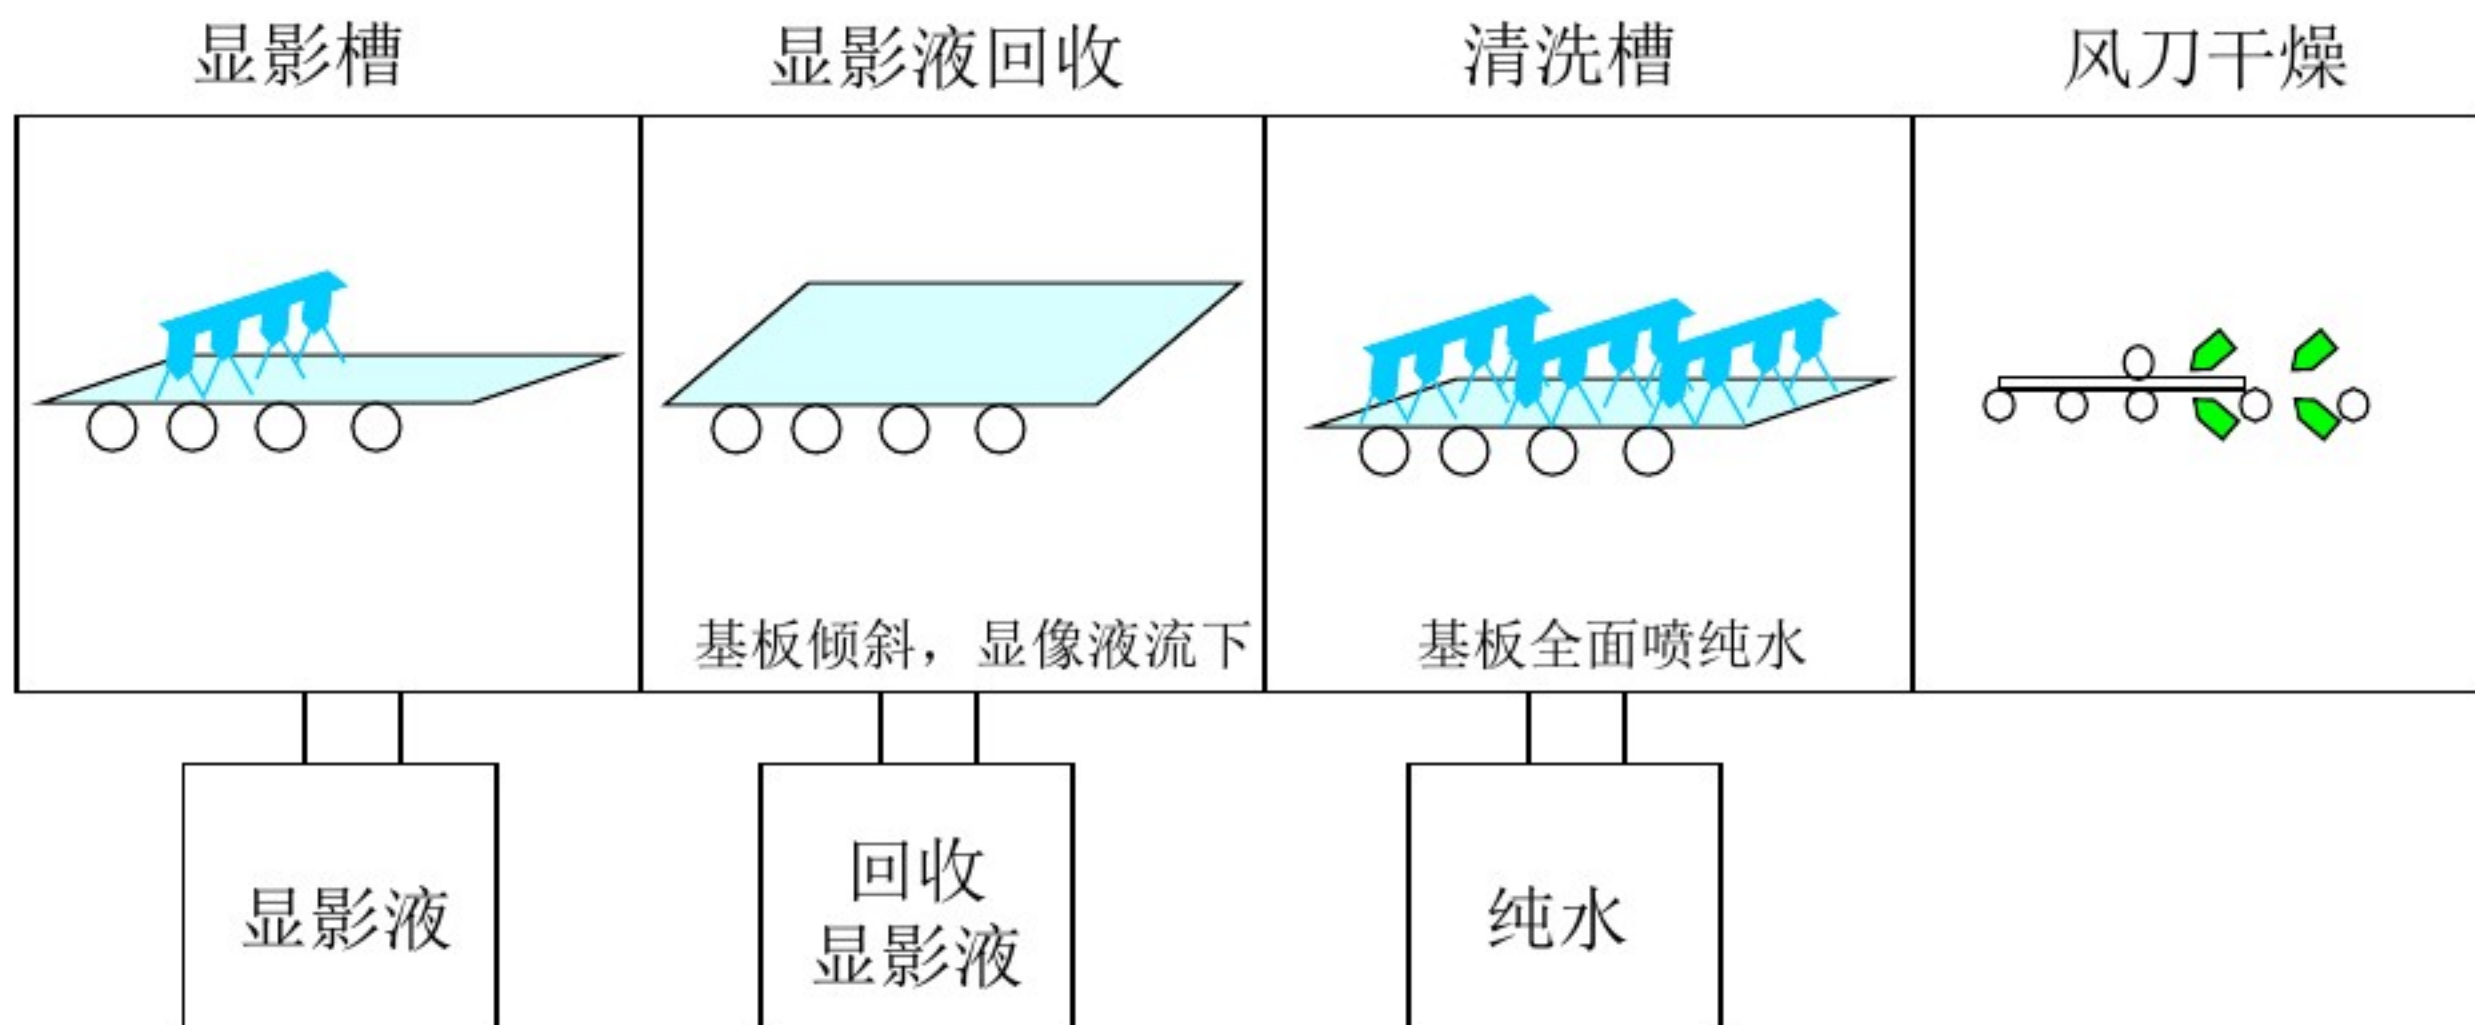 显影槽
显影液回收
清洗槽
风刀干燥
基板倾斜，显像液流下
基板全面喷纯水
显影液
回收
显影液
纯水